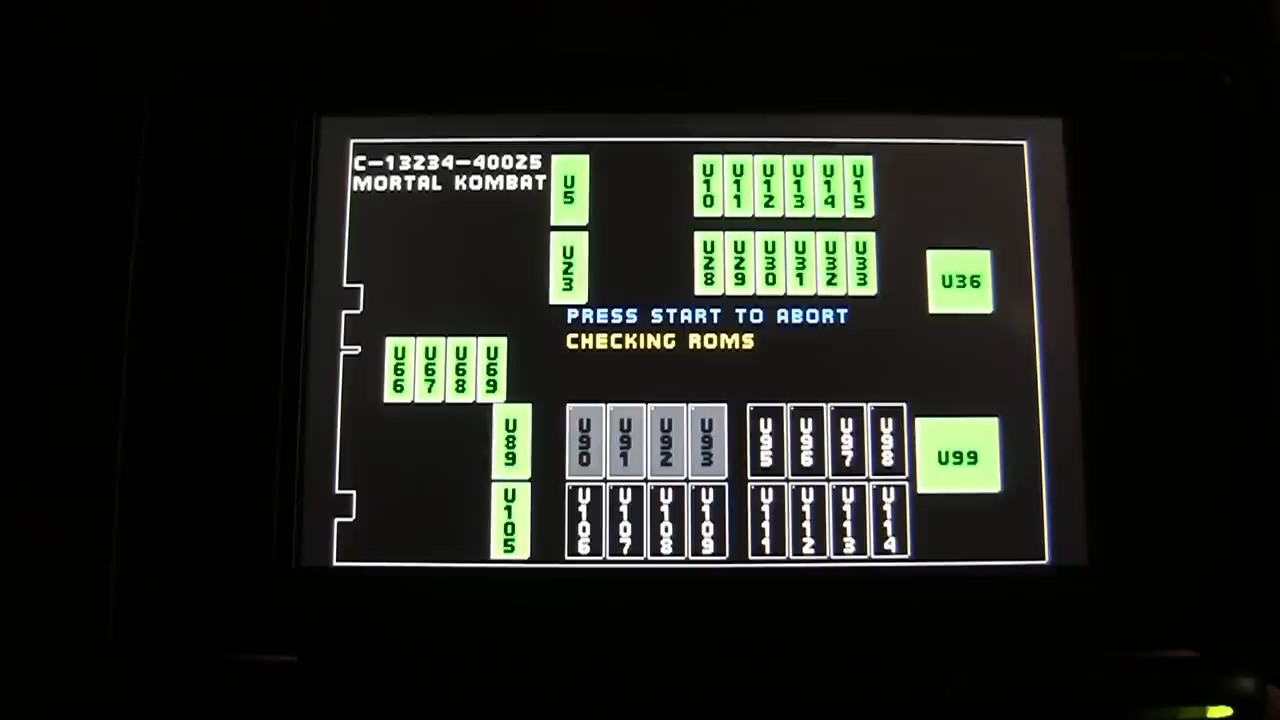 C-13234-40025
MORTAL KOMBAT
U5
U10 U11 U12 U13 U14 U15
U23
U28 U29 U30 U31 U32 U33
U36
PRESS START TO ABORT
CHECKING ROMS
U66 U67 U68 U69
U89
U90 U91 U92 U93 U95 U96 U97 U98
U99
U105
U106 U107 U108 U109 U111 U112 U113 U114